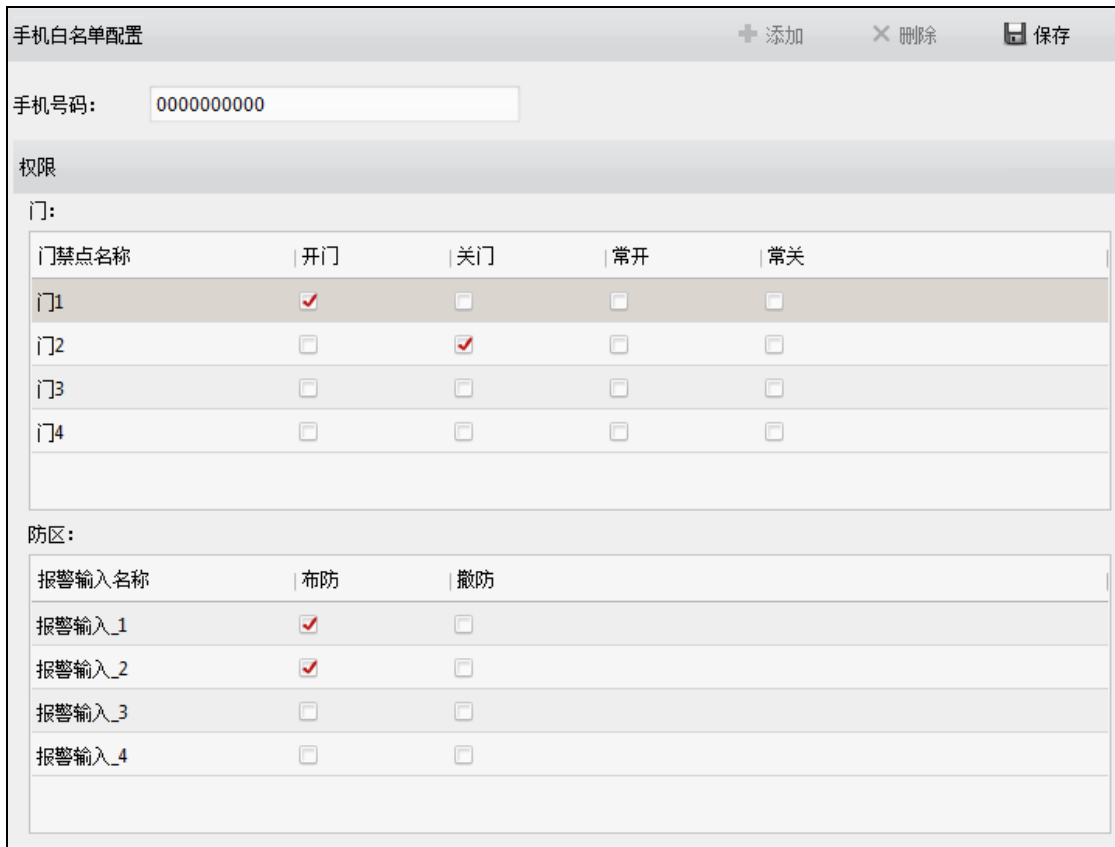 手机白名单配置 添加 删除 保存
手机号码: 0000000000
权限
门:
门禁点名称 开门 关门 常开 常关
门1
门2
门3
门4
防区:
报警输入名称 布防 撤防
报警输入_1
报警输入_2
报警输入_3
报警输入_4